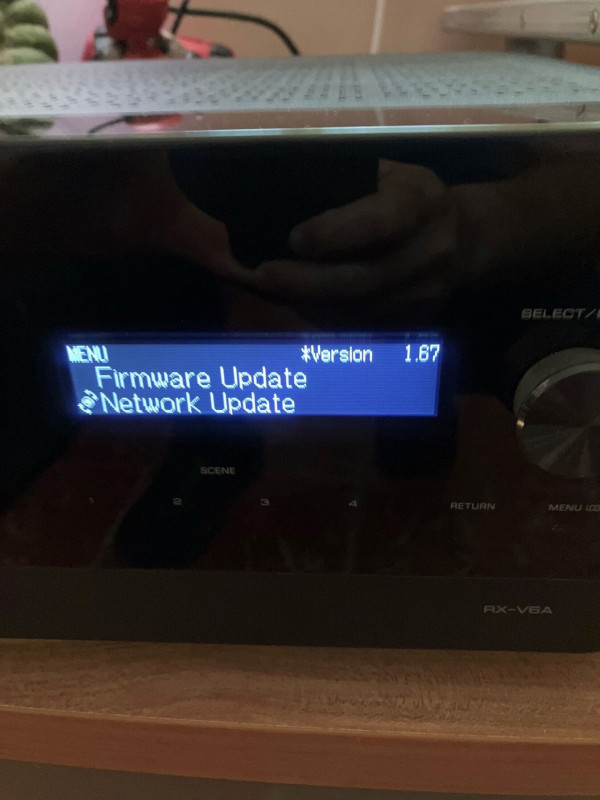 SELECT/
MENU *Version 1.67
Firmware Update
Network Update
SCENE
1 2 3 4 RETURN MENU
RX-V6A